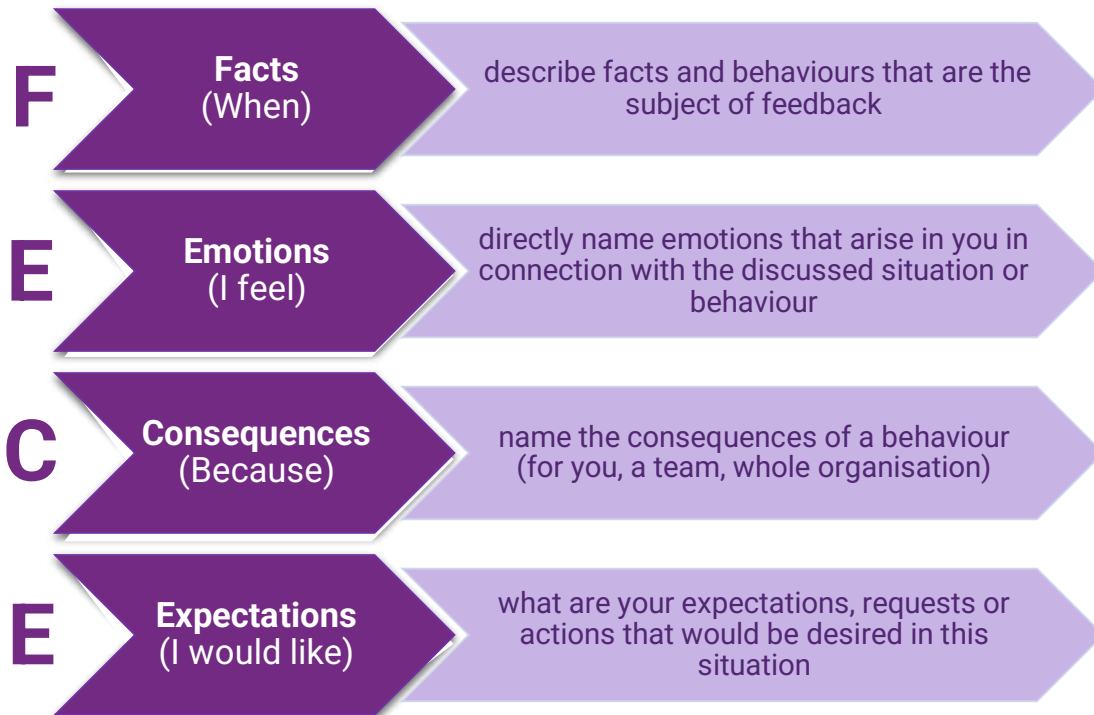 F
Facts
(When)
describe facts and behaviours that are the
subject of feedback
E
Emotions
(I feel)
directly name emotions that arise in you in
connection with the discussed situation or
behaviour
C
Consequences
(Because)
name the consequences of a behaviour
(for you, a team, whole organisation)
E
Expectations
(I would like)
what are your expectations, requests or
actions that would be desired in this
situation